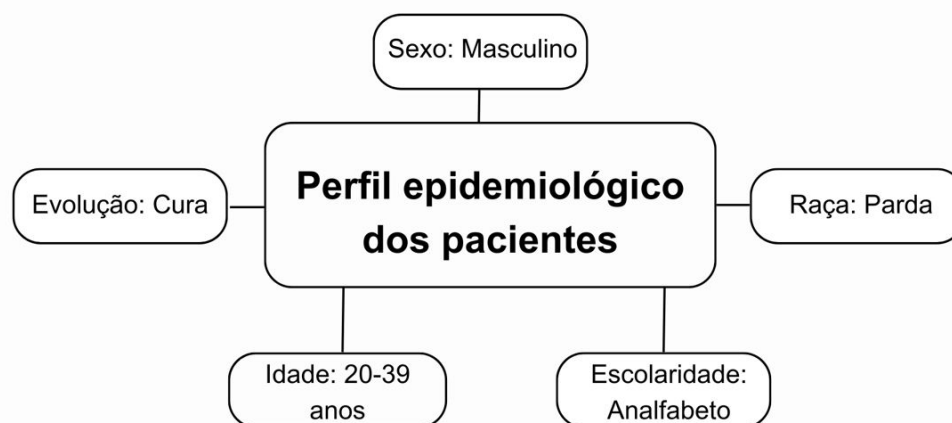 Sexo: Masculino
Perfil epidemiológico
dos pacientes
Evolução: Cura
Raça: Parda
Idade: 20-39
anos
Escolaridade:
Analfabeto